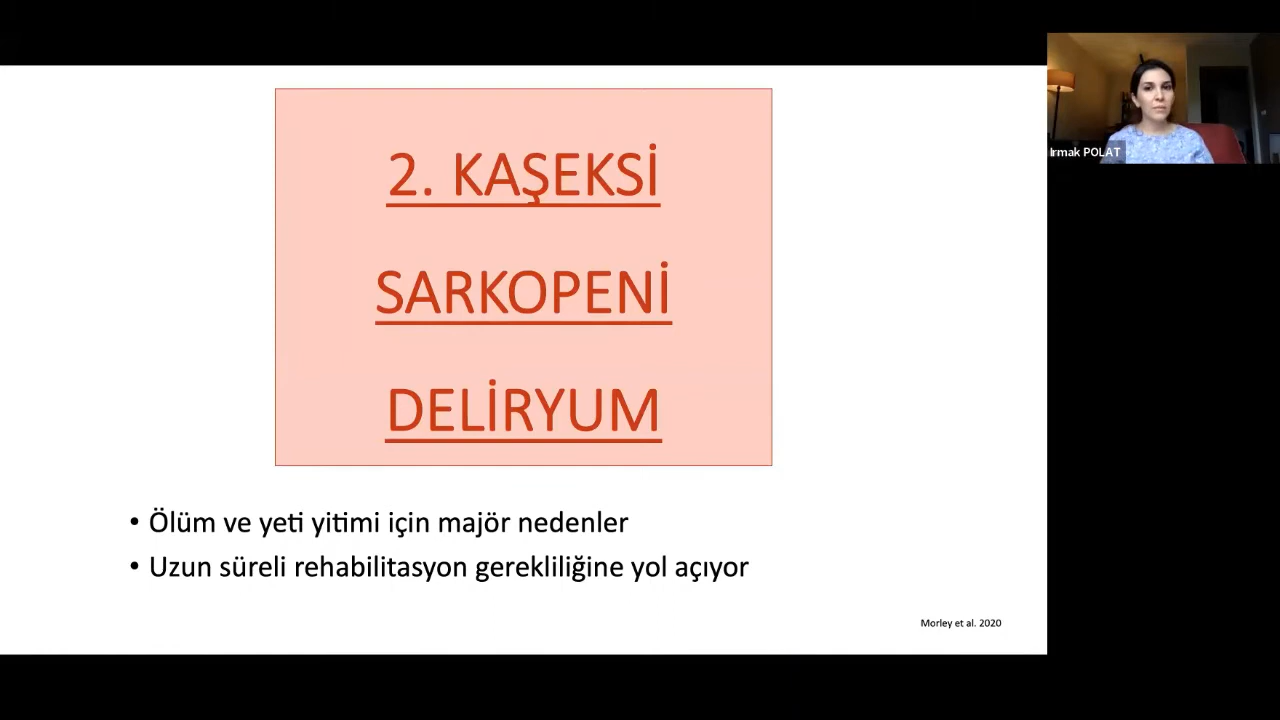 2. KAŞEKSİ
SARKOPENİ
DELİRYUM
• Ölüm ve yeti yitimi için majör nedenler
• Uzun süreli rehabilitasyon gerekliliğine yol açıyor
Morley et al. 2020
Irmak POLAT